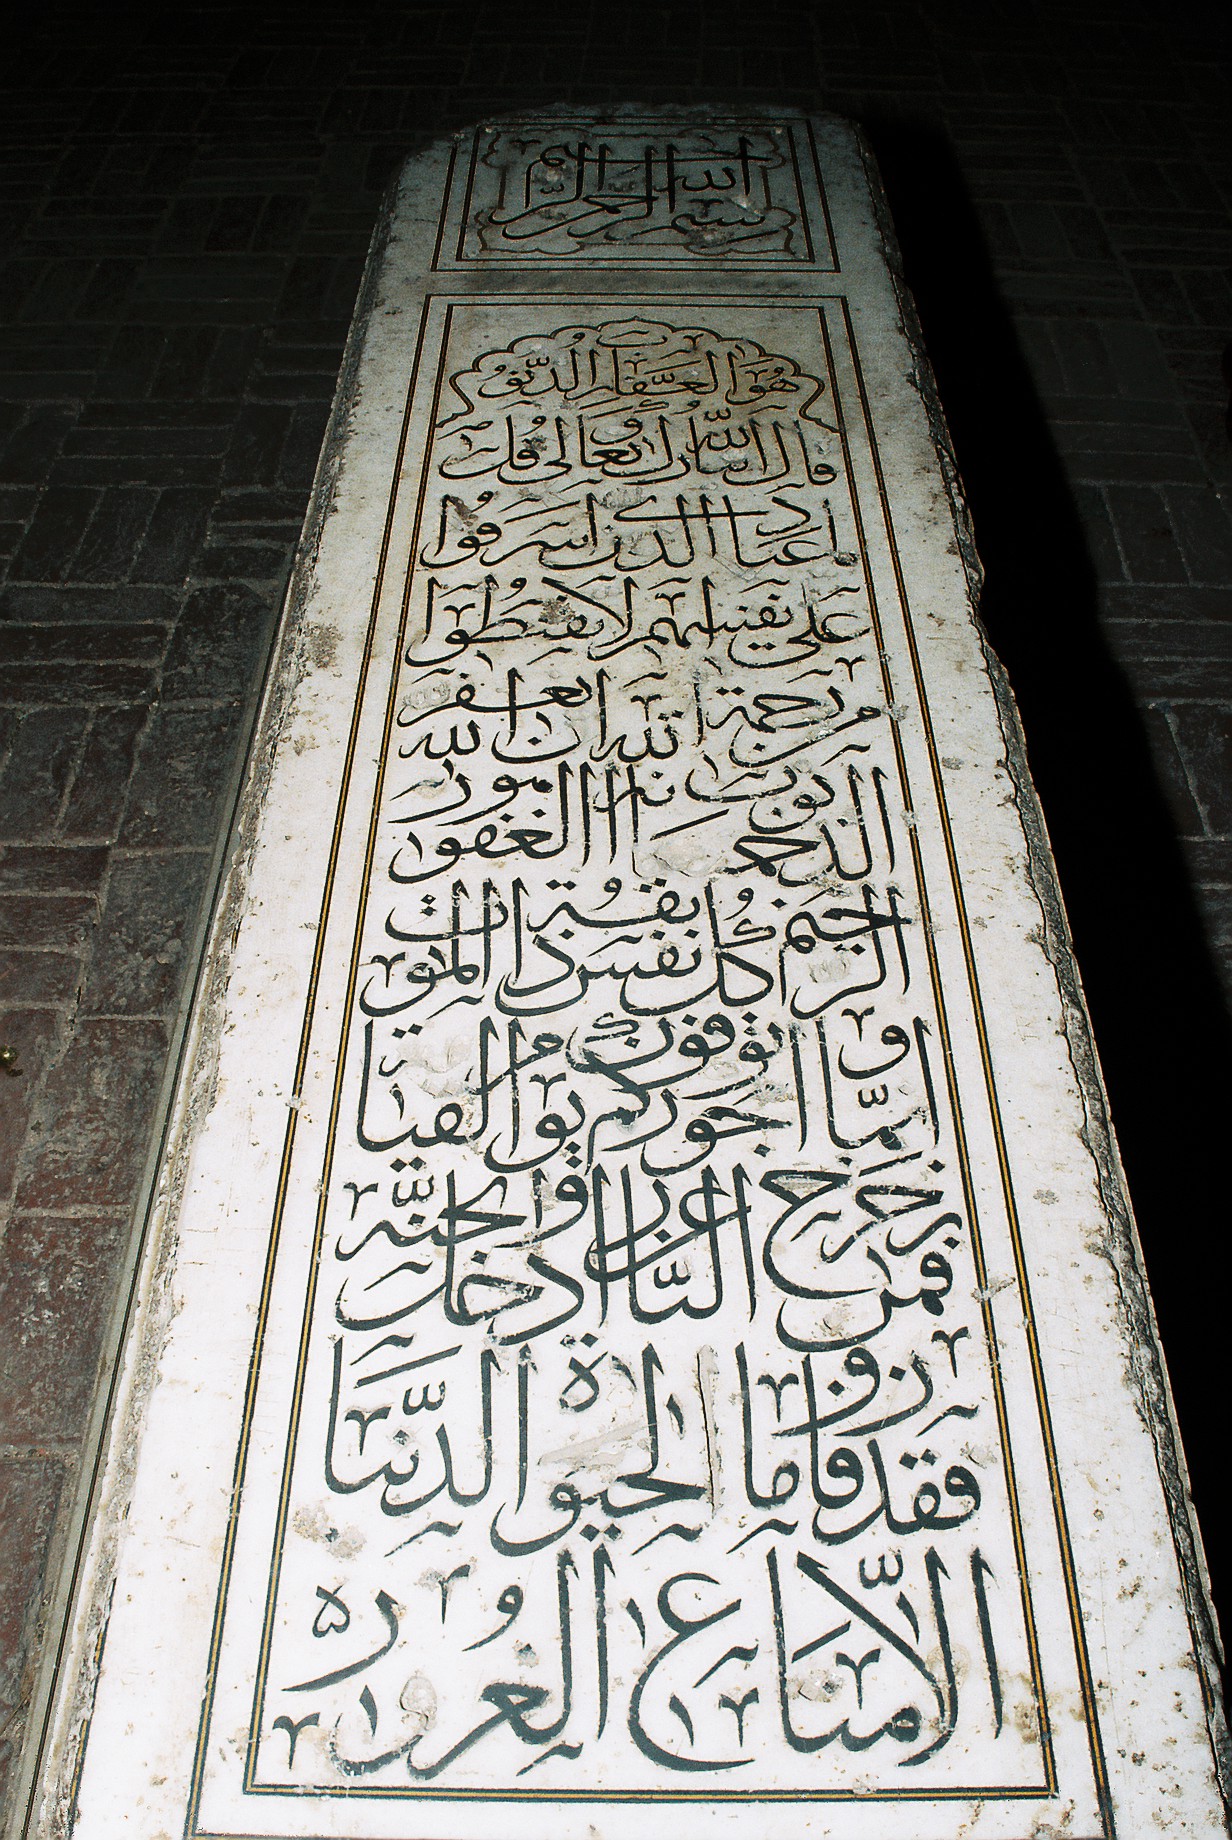 بسم الله الرحمن الرحيم
هو الغفار الذنوب
قال الله تبارك وتعالى قل
يا عبادي الذين اسرفوا
على انفسهم لا تقنطوا
من رحمة الله ان الله يغفر
الذنوب جميعا انه هو الغفور
الرحيم كل نفس ذائقة الموت
وانما توفون اجوركم يوم القيامة
فمن زحزح عن النار وادخل الجنة
فقد فاز وما الحيوة الدنيا
الا متاع الغرور